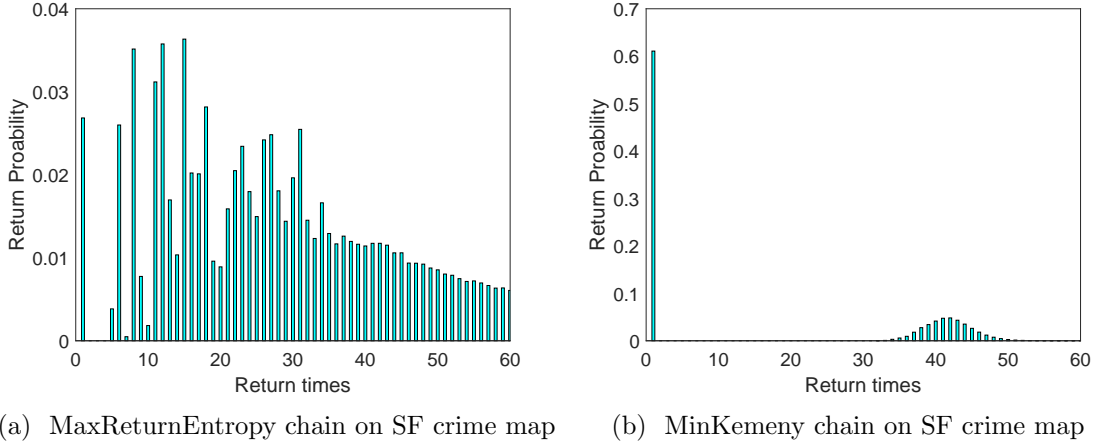 0.04
0.03
0.02
0.01
0
Return Proability
0 10 20 30 40 50 60
Return times
(a) MaxReturnEntropy chain on SF crime map
0.7
0.6
0.5
0.4
0.3
0.2
0.1
0
Return Proability
0 10 20 30 40 50 60
Return times
(b) MinKemeny chain on SF crime map